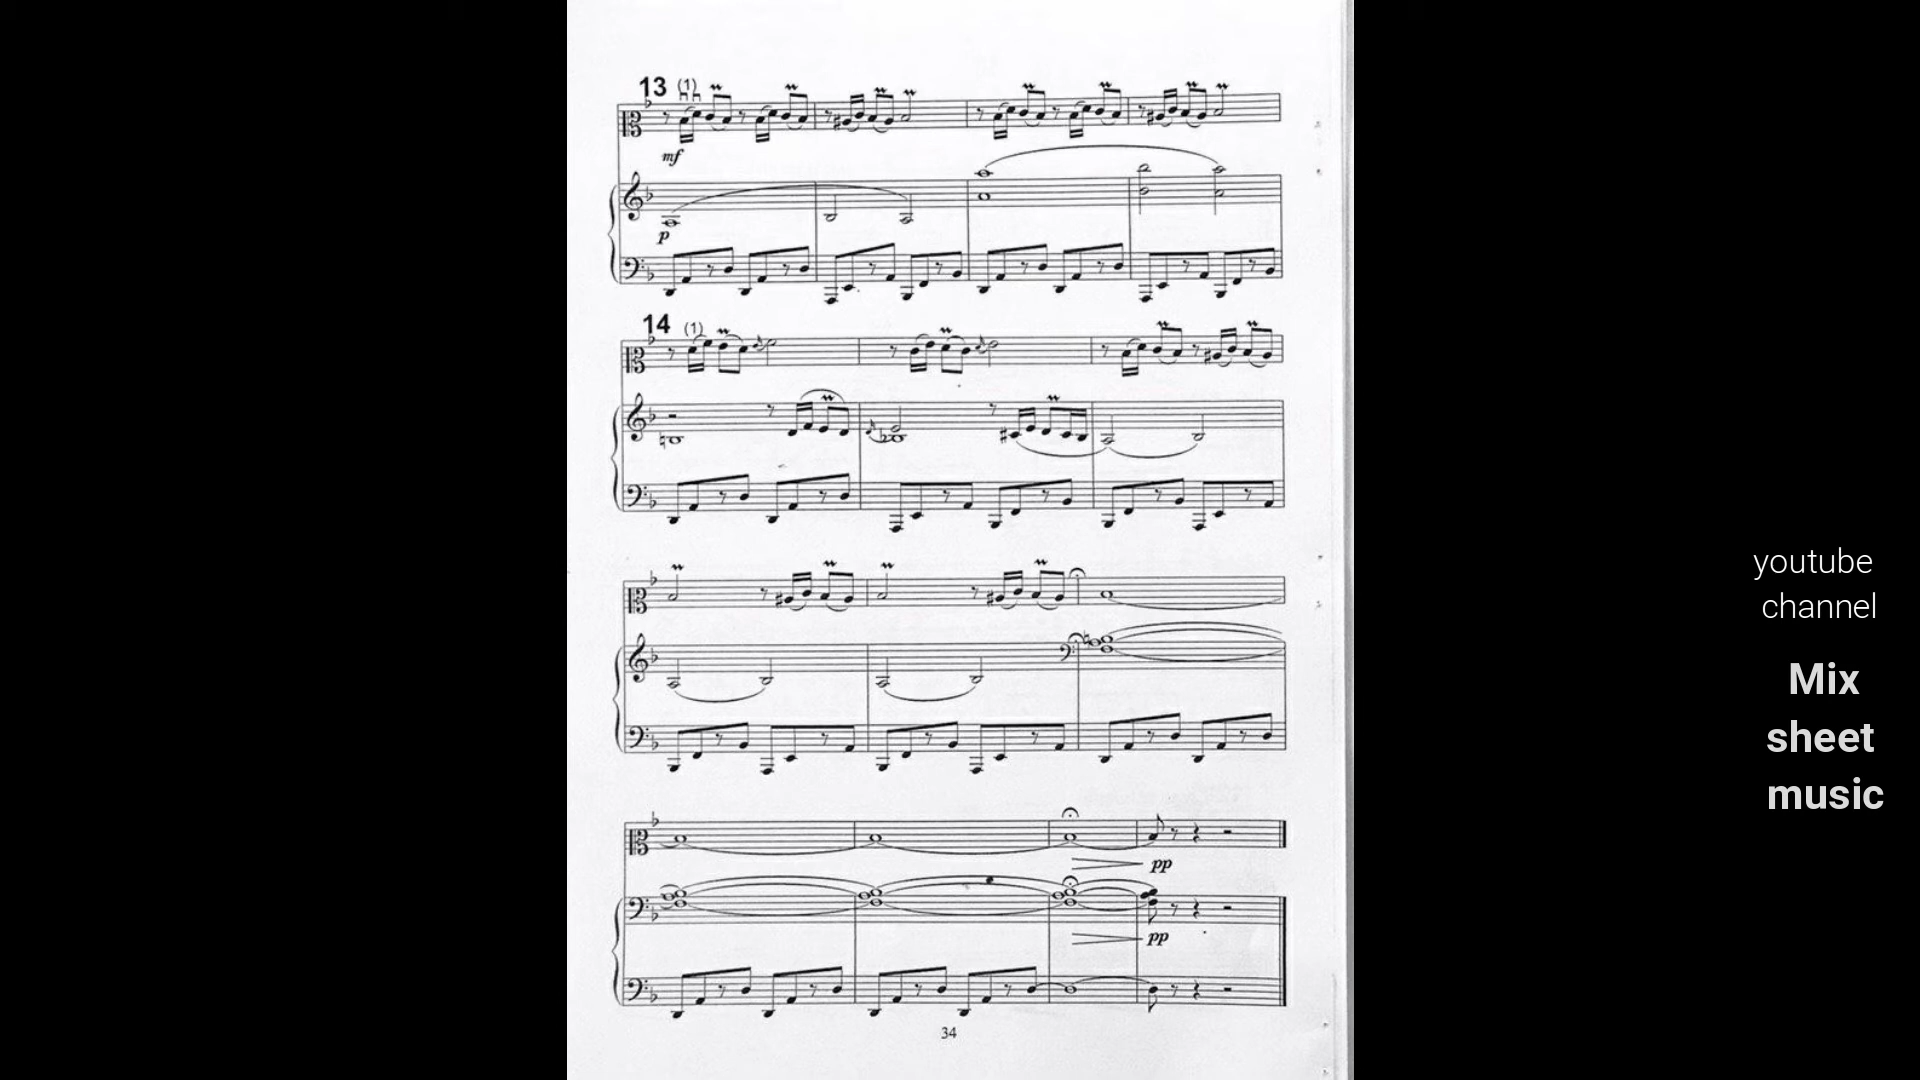 13 (1)
mf
p
14 (1)
pp
pp
34
youtube
channel
Mix
sheet
music